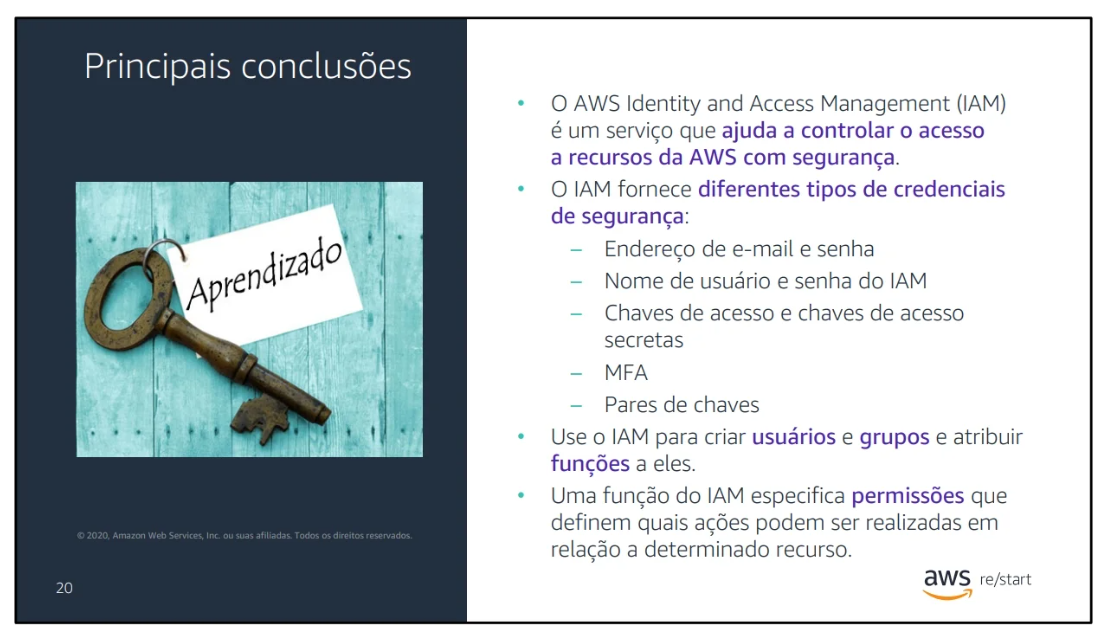 Principais conclusões
Aprendizado
© 2020, Amazon Web Services, Inc. ou suas afiliadas. Todos os direitos reservados.
20
• O AWS Identity and Access Management (IAM)
é um serviço que ajuda a controlar o acesso
a recursos da AWS com segurança.
• O IAM fornece diferentes tipos de credenciais
de segurança:
– Endereço de e-mail e senha
– Nome de usuário e senha do IAM
– Chaves de acesso e chaves de acesso
secretas
– MFA
– Pares de chaves
• Use o IAM para criar usuários e grupos e atribuir
funções a eles.
• Uma função do IAM especifica permissões que
definem quais ações podem ser realizadas em
relação a determinado recurso.
aws re/start